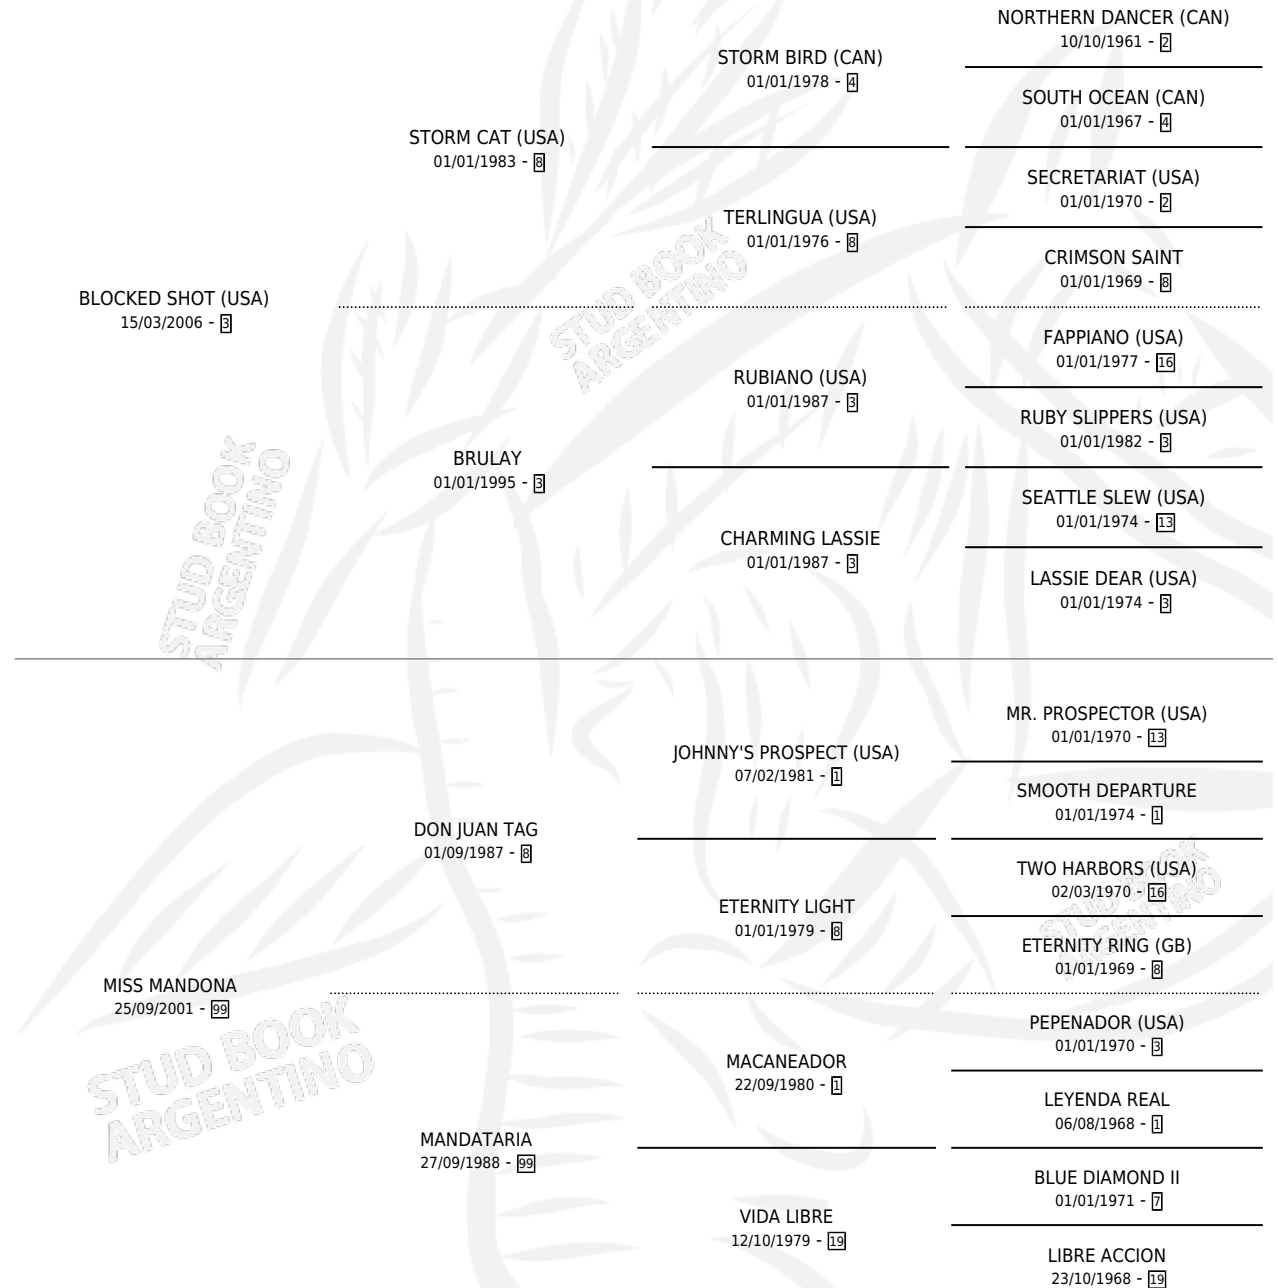 NORTHERN DANCER (CAN)
10/10/1961 - 2
STORM BIRD (CAN)
01/01/1978 - 4
SOUTH OCEAN (CAN)
01/01/1967 - 4
STORM CAT (USA)
01/01/1983 - 8
SECRETARIAT (USA)
01/01/1970 - 2
TERLINGUA (USA)
01/01/1976 - 8
CRIMSON SAINT
01/01/1969 - 8
BLOCKED SHOT (USA)
15/03/2006 - 3
FAPPIANO (USA)
01/01/1977 - 16
RUBIANO (USA)
01/01/1987 - 3
RUBY SLIPPERS (USA)
01/01/1982 - 3
BRULAY
01/01/1995 - 3
SEATTLE SLEW (USA)
01/01/1974 - 13
CHARMING LASSIE
01/01/1987 - 3
LASSIE DEAR (USA)
01/01/1974 - 3
MR. PROSPECTOR (USA)
01/01/1970 - 13
JOHNNY'S PROSPECT (USA)
07/02/1981 - 1
SMOOTH DEPARTURE
01/01/1974 - 1
DON JUAN TAG
01/09/1987 - 8
TWO HARBORS (USA)
02/03/1970 - 16
ETERNITY LIGHT
01/01/1979 - 8
ETERNITY RING (GB)
01/01/1969 - 8
MISS MANDONA
25/09/2001 - 99
PEPENADOR (USA)
01/01/1970 - 3
MACANEADOR
22/09/1980 - 1
LEYENDA REAL
06/08/1968 - 1
MANDATARIA
27/09/1988 - 99
BLUE DIAMOND II
01/01/1971 - 7
VIDA LIBRE
12/10/1979 - 19
LIBRE ACCION
23/10/1968 - 19
STUD BOOK
ARGENTINO
STUD BOOK
ARGENTINO
STUD BOOK
ARGENTINO
STUD BOOK
ARGENTINO